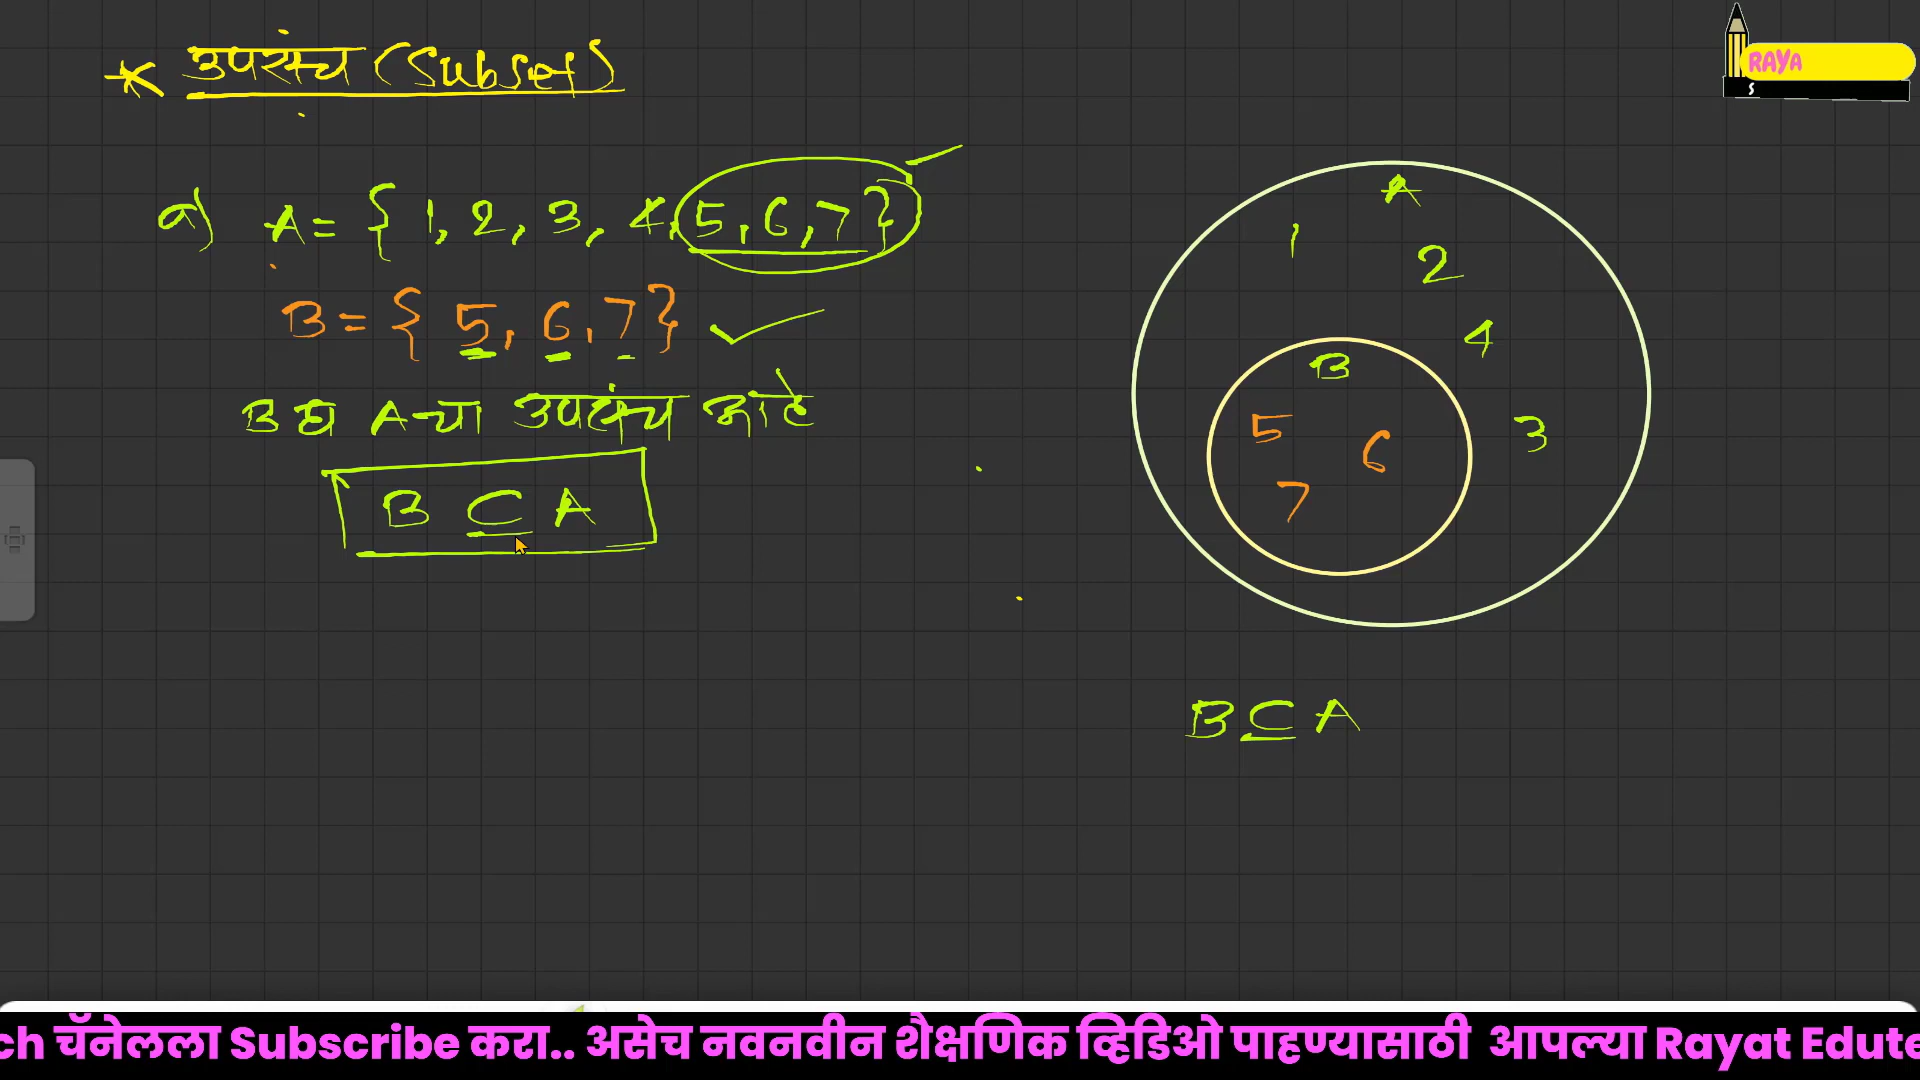 * उपसंच (Subset)
RAYA
S
a) A = { 1, 2, 3, 4, 5, 6, 7 }
B = { 5, 6, 7 }
B हा A-चा उपसंच आहे
B ⊆ A
A
1
2
4
B
5
6
3
7
B ⊆ A
ch चॅनेलला Subscribe करा.. असेच नवनवीन शैक्षणिक व्हिडिओ पाहण्यासाठी आपल्या Rayat Edute